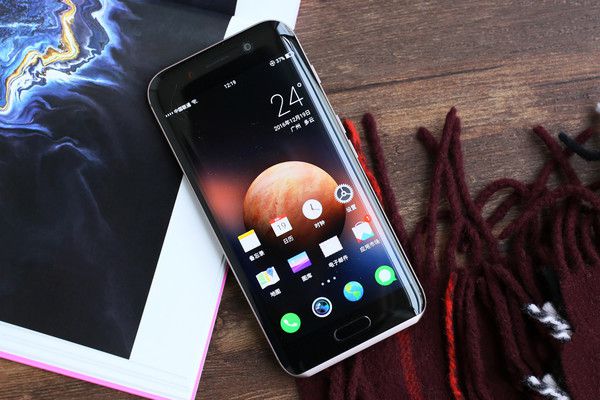 中国联通
12:19
37%
24°
2016年12月19日
广州 多云
19
备忘录
日历
时钟
设置
地图
图库
电子邮件
应用市场